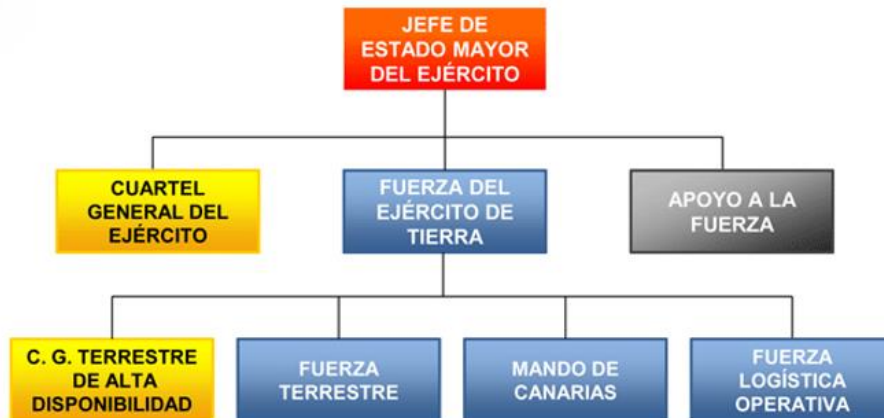 JEFE DE
ESTADO MAYOR
DEL EJÉRCITO
CUARTEL
GENERAL DEL
EJÉRCITO
FUERZA DEL
EJÉRCITO DE
TIERRA
APOYO A LA
FUERZA
C. G. TERRESTRE
DE ALTA
DISPONIBILIDAD
FUERZA
TERRESTRE
MANDO DE
CANARIAS
FUERZA
LOGÍSTICA
OPERATIVA